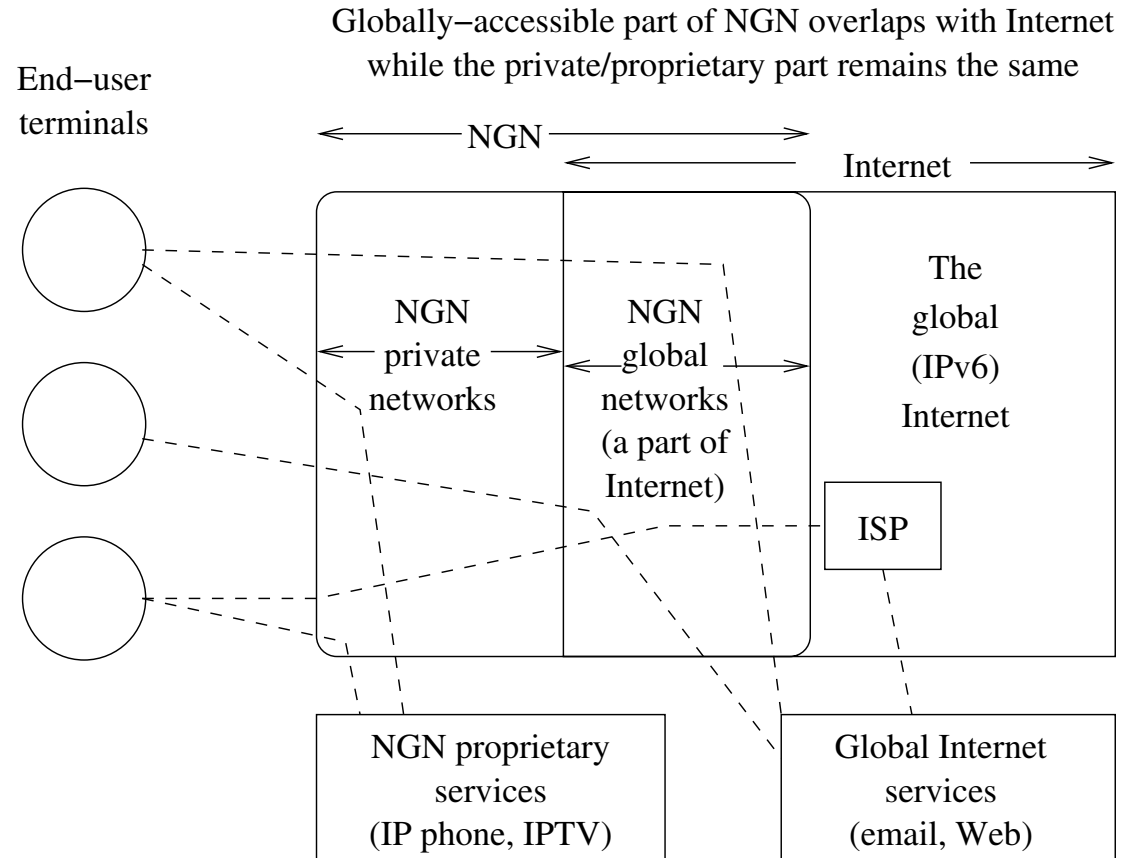 Globally−accessible part of NGN overlaps with Internet
while the private/proprietary part remains the same
End−user
terminals
NGN
Internet
NGN
private
networks
NGN
global
networks
(a part of
Internet)
The
global
(IPv6)
Internet
ISP
NGN proprietary
services
(IP phone, IPTV)
Global Internet
services
(email, Web)